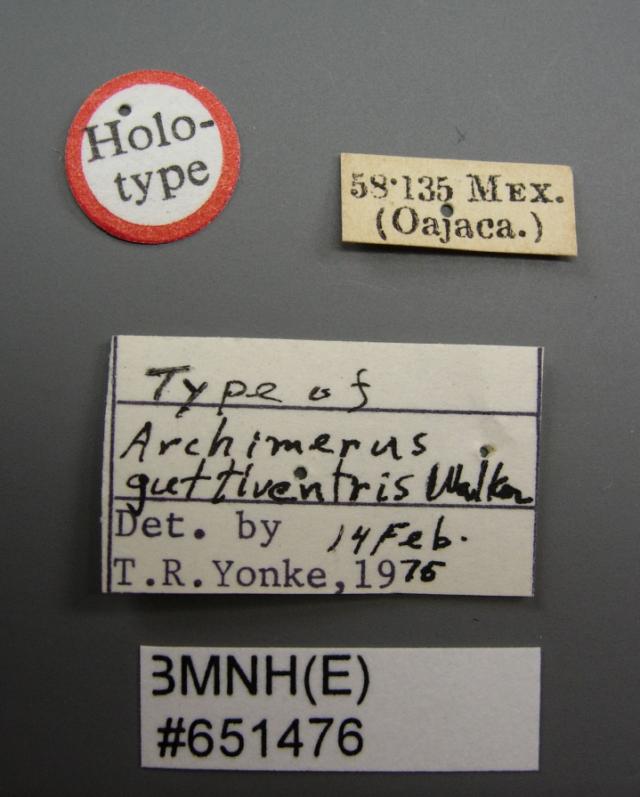 Holo-
type
58·135 MEX.
(Oajaca.)
Type of
Archimerus
guttiventris Walker
Det. by 14 Feb.
T.R.Yonke, 1975
BMNH(E)
#651476